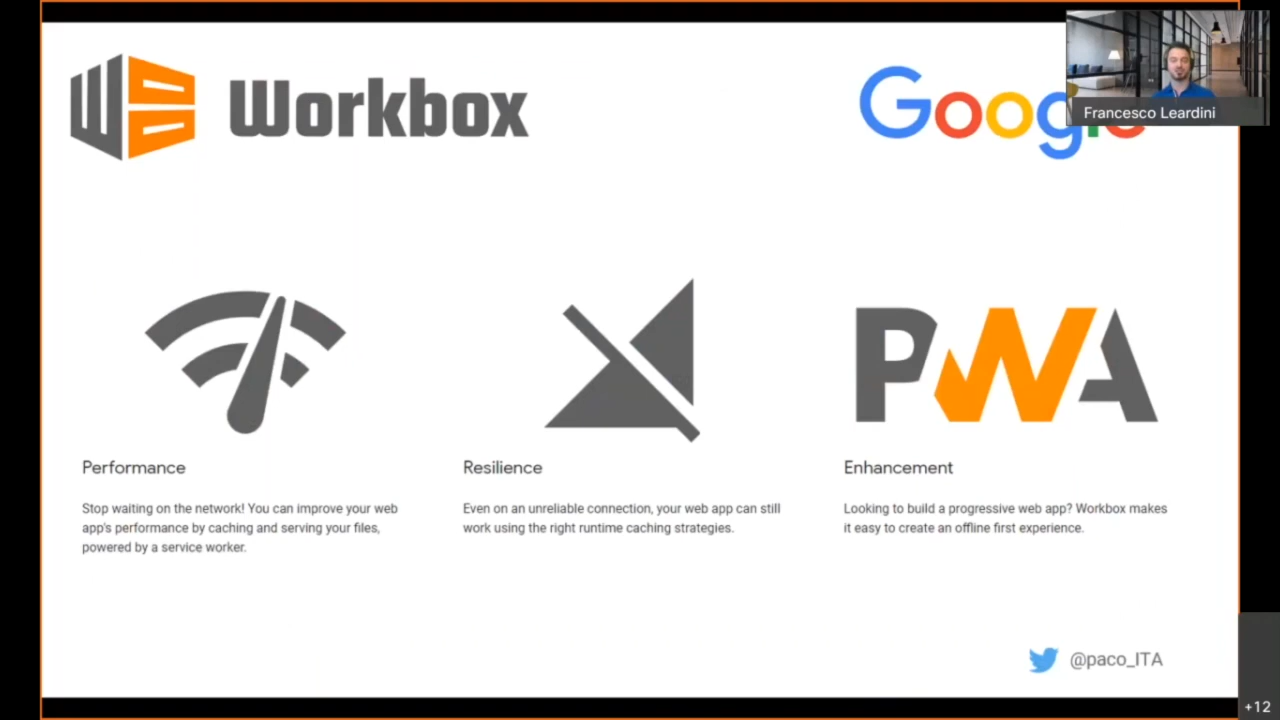 Workbox
Google
Francesco Leardini
PWA
Performance
Stop waiting on the network! You can improve your web
app's performance by caching and serving your files,
powered by a service worker.
Resilience
Even on an unreliable connection, your web app can still
work using the right runtime caching strategies.
Enhancement
Looking to build a progressive web app? Workbox makes
it easy to create an offline first experience.
@paco_ITA
+12